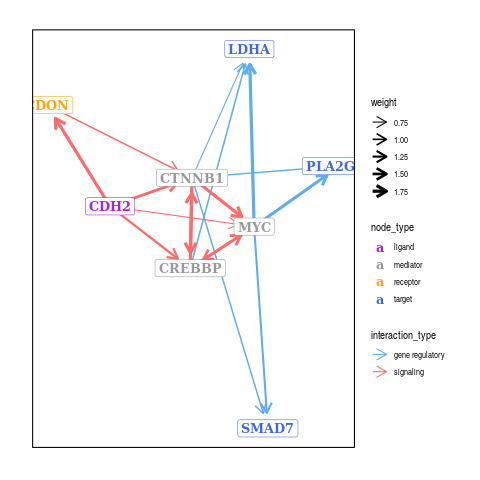 LDHA
DON
PLA2G
CTNNB1
CDH2
MYC
CREBBP
SMAD7
weight
0.75
1.00
1.25
1.50
1.75
node_type
a ligand
a mediator
a receptor
a target
interaction_type
gene regulatory
signaling